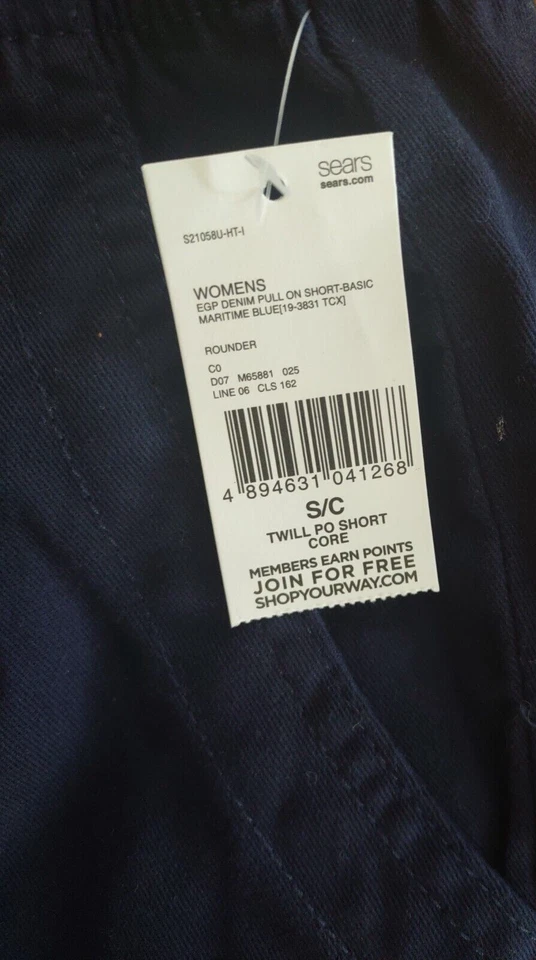 sears
sears.com
S21058U-HT-I
WOMENS
EGP DENIM PULL ON SHORT-BASIC
MARITIME BLUE[19-3831 TCX]
ROUNDER
C0
D07 M65881 025
LINE 06 CLS 162
4 894631 041268
S/C
TWILL PO SHORT
CORE
MEMBERS EARN POINTS
JOIN FOR FREE
SHOPYOURWAY.COM